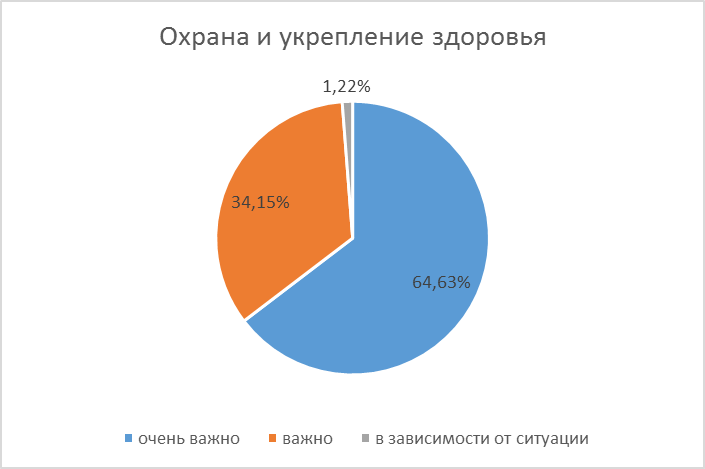 Охрана и укрепление здоровья
1,22%
34,15%
64,63%
очень важно важно в зависимости от ситуации